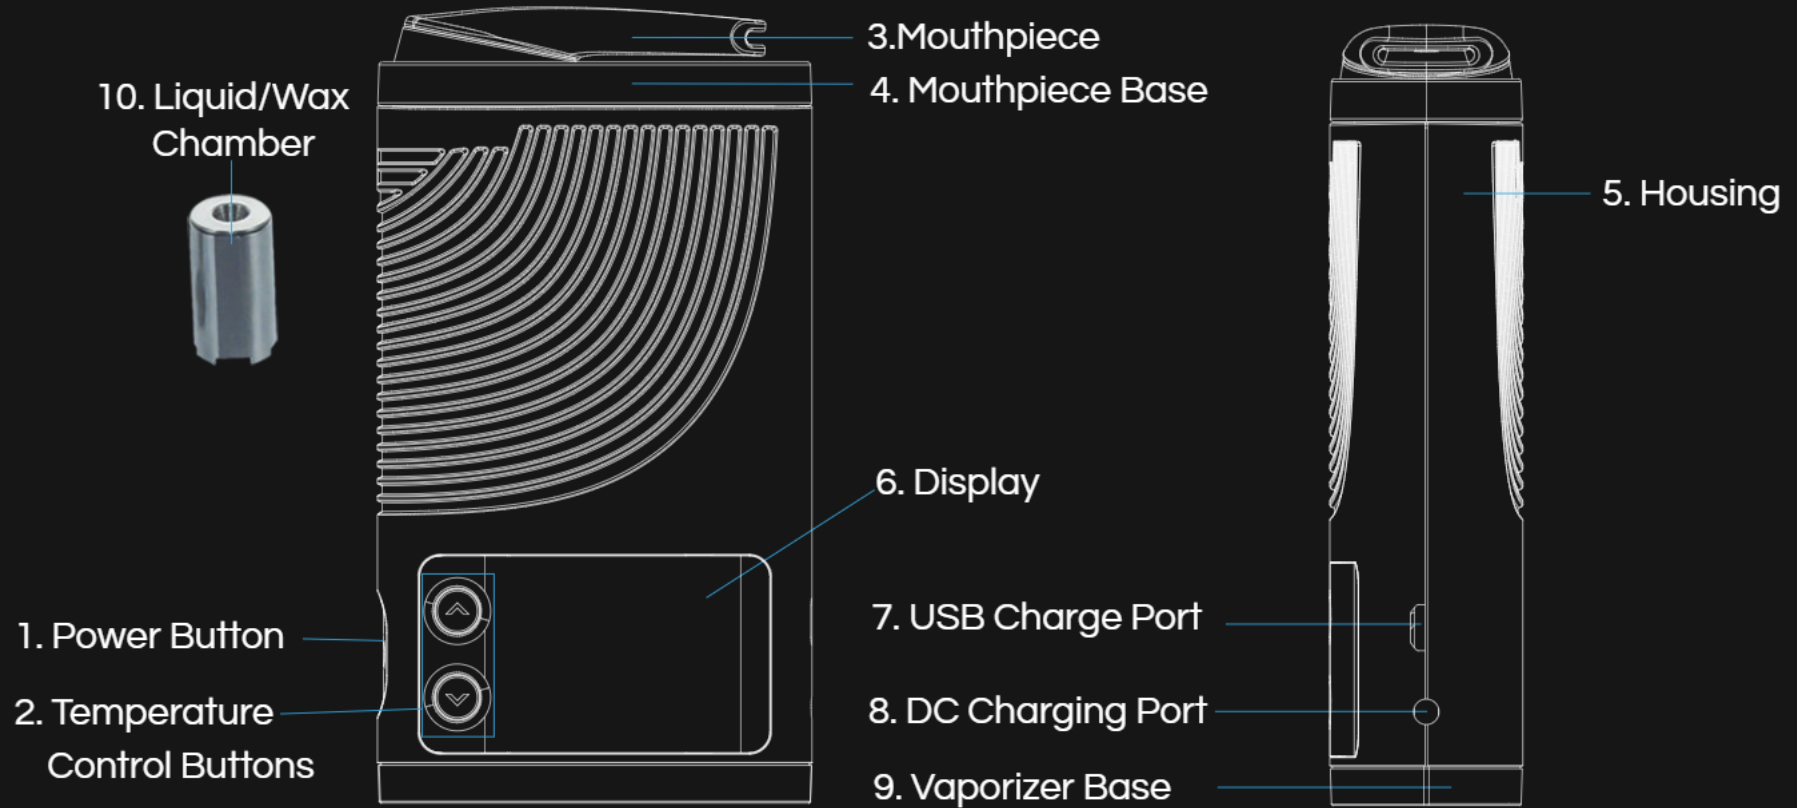 3.Mouthpiece
4. Mouthpiece Base
10. Liquid/Wax
Chamber
5. Housing
6. Display
1. Power Button
7. USB Charge Port
2. Temperature
Control Buttons
8. DC Charging Port
9. Vaporizer Base